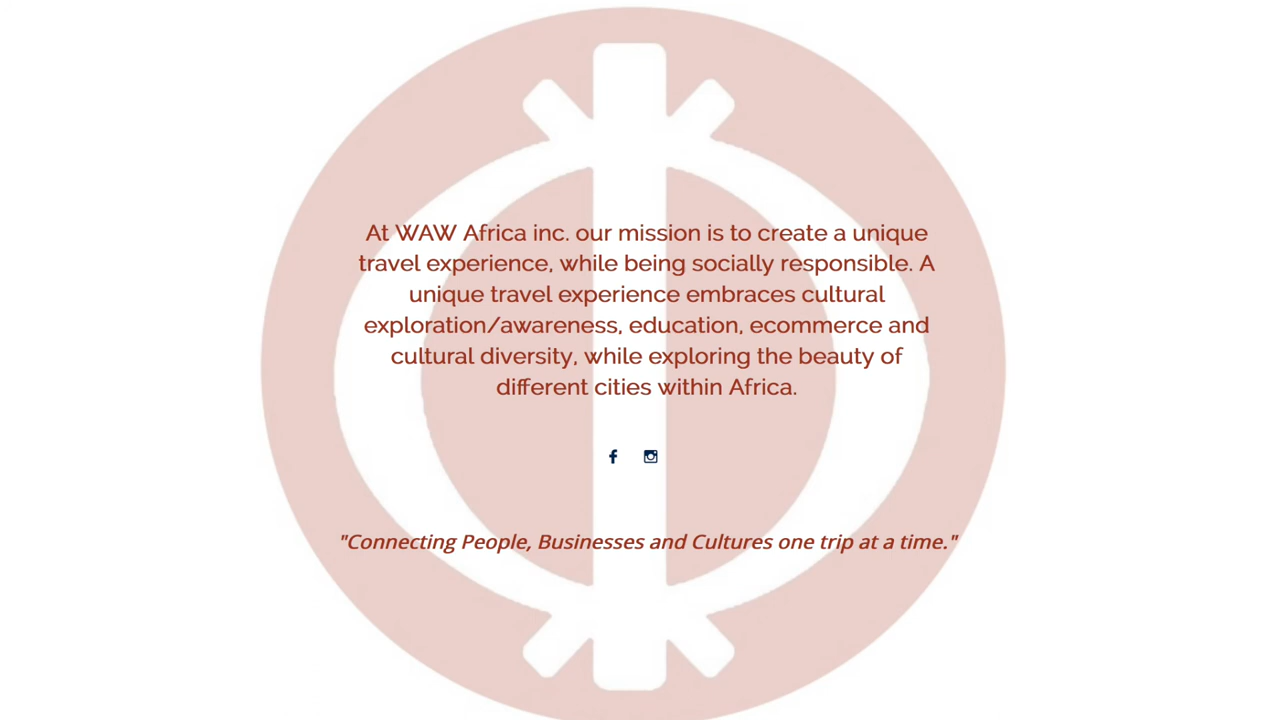 At WAW Africa inc. our mission is to create a unique
travel experience, while being socially responsible. A
unique travel experience embraces cultural
exploration/awareness, education, ecommerce and
cultural diversity, while exploring the beauty of
different cities within Africa.
"Connecting People, Businesses and Cultures one trip at a time."